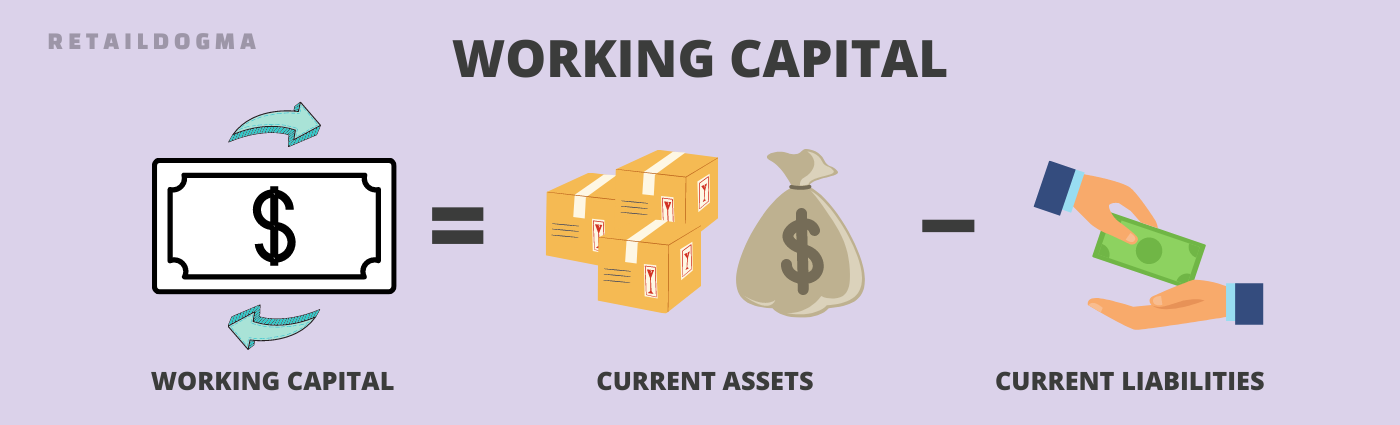 RETAILDOGMA
WORKING CAPITAL
$
=
$
–
WORKING CAPITAL
CURRENT ASSETS
CURRENT LIABILITIES